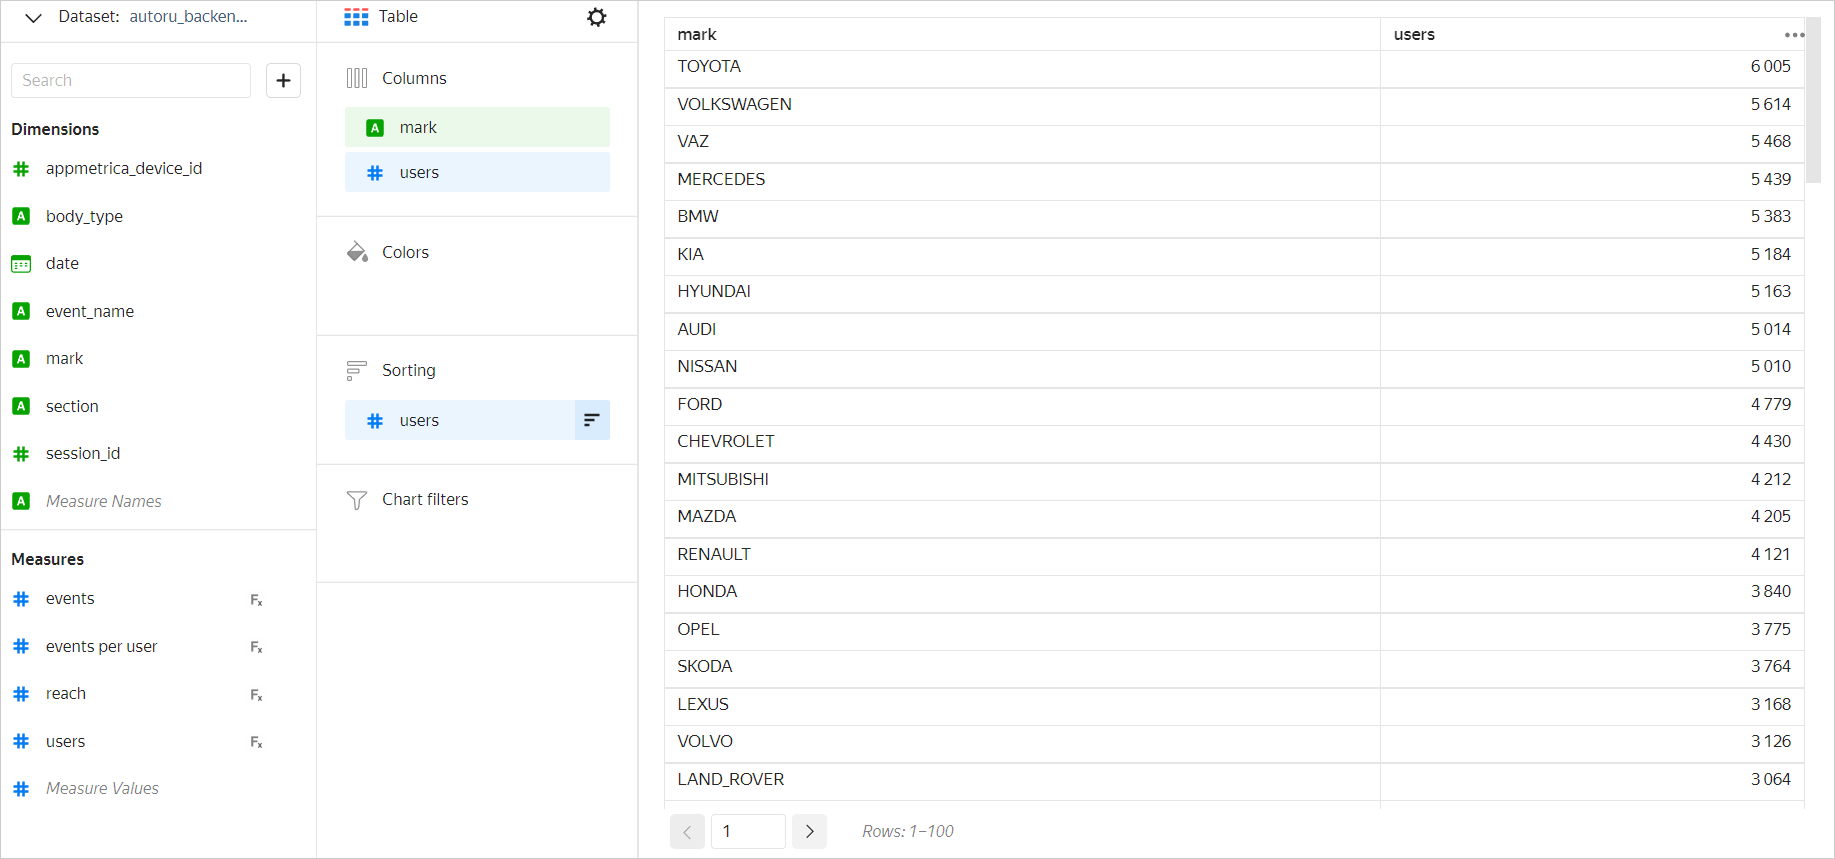 Dataset: autoru_backen...
Search
Dimensions
appmetrica_device_id
A body_type
date
A event_name
A mark
A section
session_id
A Measure Names
Measures
events Fx
events per user Fx
reach Fx
users Fx
Measure Values
Table
Columns
A mark
users
Colors
Sorting
users
Chart filters
mark users
TOYOTA 6 005
VOLKSWAGEN 5 614
VAZ 5 468
MERCEDES 5 439
BMW 5 383
KIA 5 184
HYUNDAI 5 163
AUDI 5 014
NISSAN 5 010
FORD 4 779
CHEVROLET 4 430
MITSUBISHI 4 212
MAZDA 4 205
RENAULT 4 121
HONDA 3 840
OPEL 3 775
SKODA 3 764
LEXUS 3 168
VOLVO 3 126
LAND_ROVER 3 064
1
Rows: 1–100